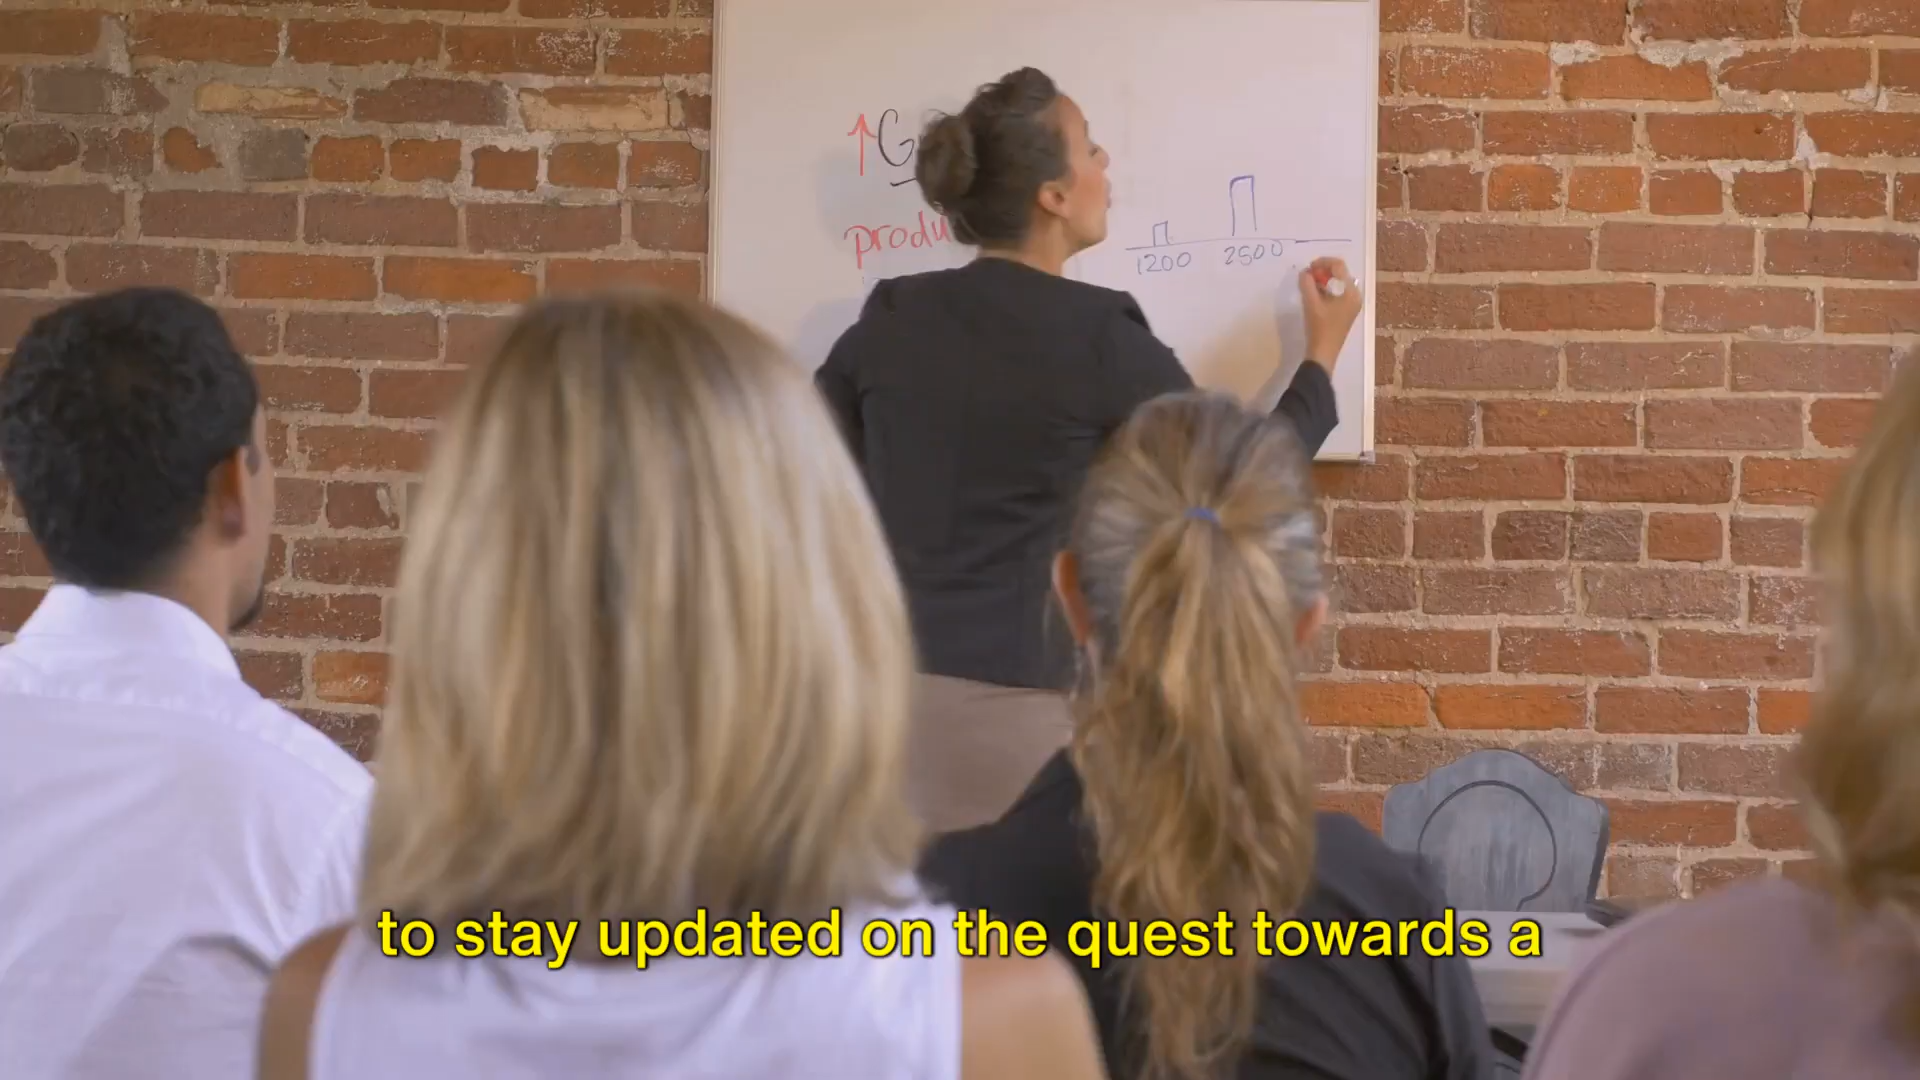 ↑G
produ
1200 2500
to stay updated on the quest towards a